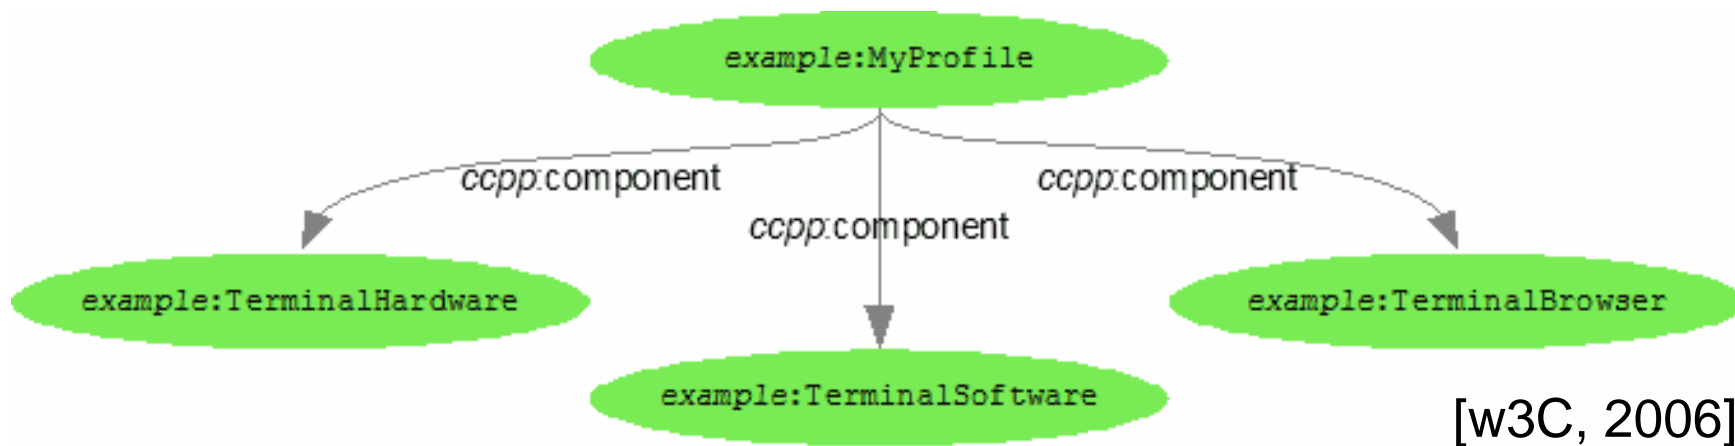 example:MyProfile
ccpp:component
ccpp:component
ccpp:component
example:TerminalHardware
example:TerminalBrowser
example:TerminalSoftware
[w3C, 2006]